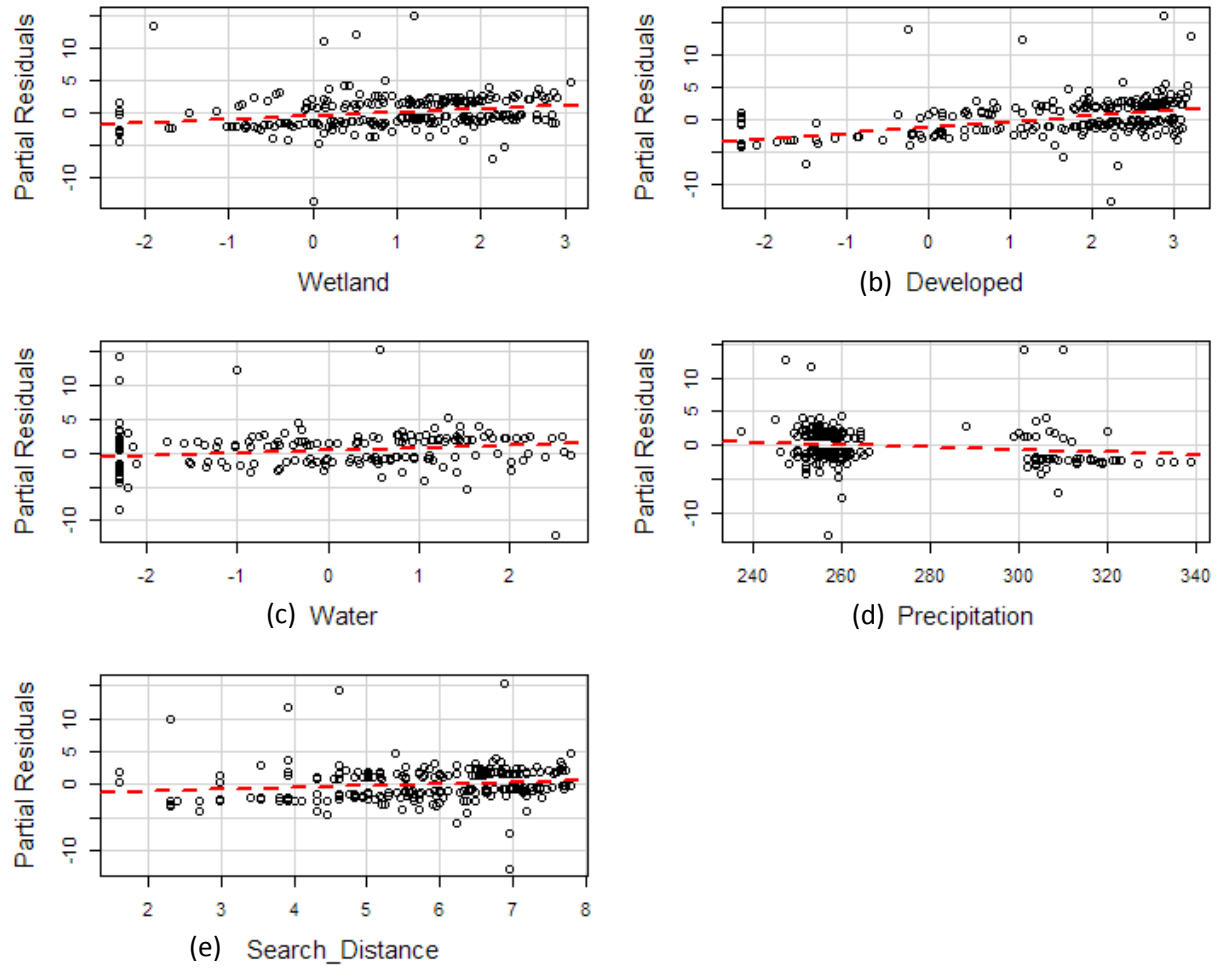 Partial Residuals
-10 0 5 10
-2 -1 0 1 2 3
Wetland
Partial Residuals
-10 0 5 10
-2 -1 0 1 2 3
(b) Developed
Partial Residuals
-10 0 5 10
-2 -1 0 1 2
(c) Water
Partial Residuals
-10 0 5 10
240 260 280 300 320 340
(d) Precipitation
Partial Residuals
-10 0 5 10
2 3 4 5 6 7 8
(e) Search_Distance